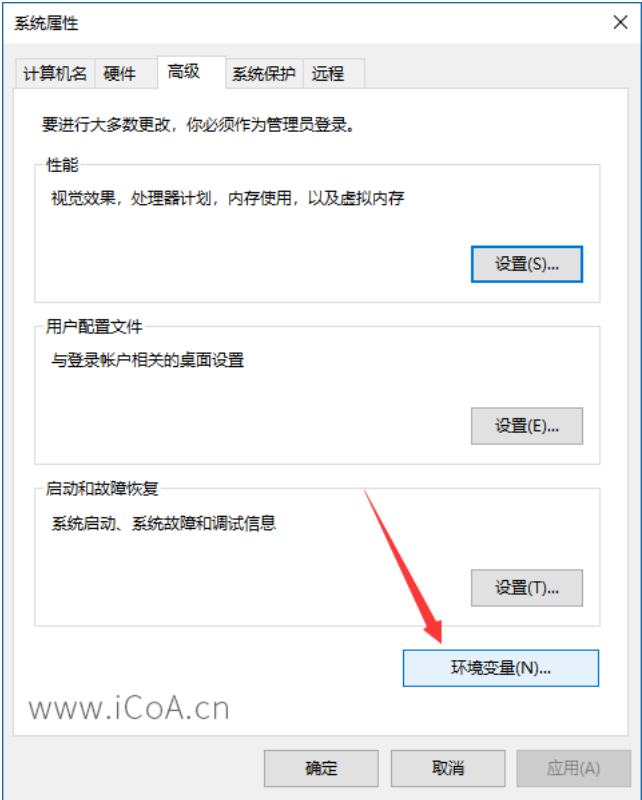 系统属性
计算机名 硬件 高级 系统保护 远程
要进行大多数更改，你必须作为管理员登录。
性能
视觉效果，处理器计划，内存使用，以及虚拟内存
设置(S)...
用户配置文件
与登录帐户相关的桌面设置
设置(E)...
启动和故障恢复
系统启动、系统故障和调试信息
设置(T)...
环境变量(N)...
www.iCoA.cn
确定 取消 应用(A)